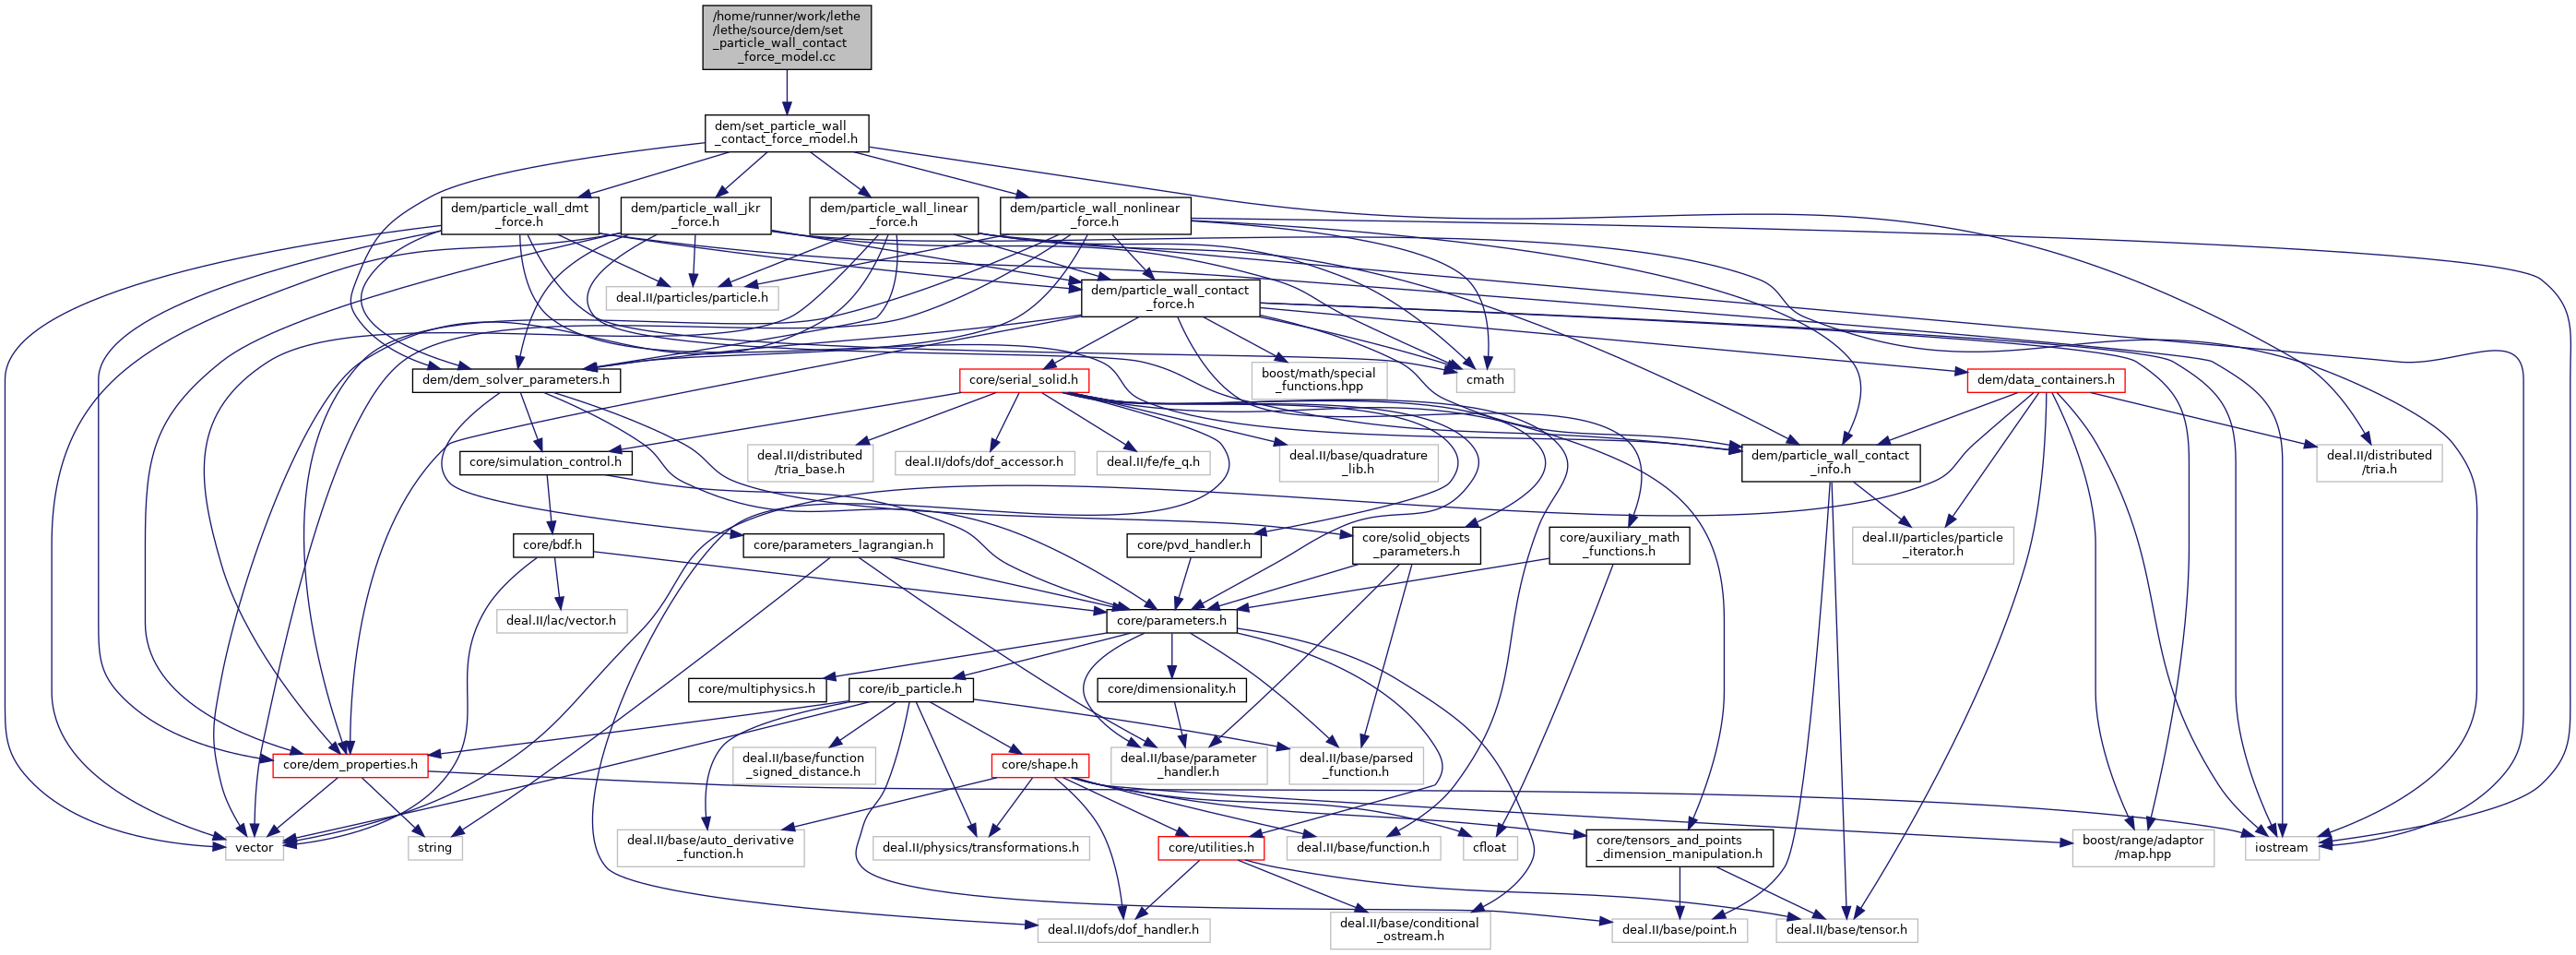 /home/runner/work/lethe
/lethe/source/dem/set
_particle_wall_contact
_force_model.cc
dem/set_particle_wall
_contact_force_model.h
dem/particle_wall_dmt
_force.h
dem/particle_wall_jkr
_force.h
dem/particle_wall_linear
_force.h
dem/particle_wall_nonlinear
_force.h
deal.II/particles/particle.h
dem/particle_wall_contact
_force.h
dem/dem_solver_parameters.h
core/serial_solid.h
boost/math/special
_functions.hpp
cmath
dem/data_containers.h
core/simulation_control.h
deal.II/distributed
/tria_base.h
deal.II/dofs/dof_accessor.h
deal.II/fe/fe_q.h
deal.II/base/quadrature
_lib.h
dem/particle_wall_contact
_info.h
deal.II/distributed
/tria.h
core/bdf.h
core/parameters_lagrangian.h
core/pvd_handler.h
core/solid_objects
_parameters.h
core/auxiliary_math
_functions.h
deal.II/particles/particle
_iterator.h
deal.II/lac/vector.h
core/parameters.h
core/multiphysics.h
core/ib_particle.h
core/dimensionality.h
core/dem_properties.h
deal.II/base/function
_signed_distance.h
core/shape.h
deal.II/base/parameter
_handler.h
deal.II/base/parsed
_function.h
vector
string
deal.II/base/auto_derivative
_function.h
deal.II/physics/transformations.h
core/utilities.h
deal.II/base/function.h
cfloat
core/tensors_and_points
_dimension_manipulation.h
boost/range/adaptor
/map.hpp
iostream
deal.II/dofs/dof_handler.h
deal.II/base/conditional
_ostream.h
deal.II/base/point.h
deal.II/base/tensor.h